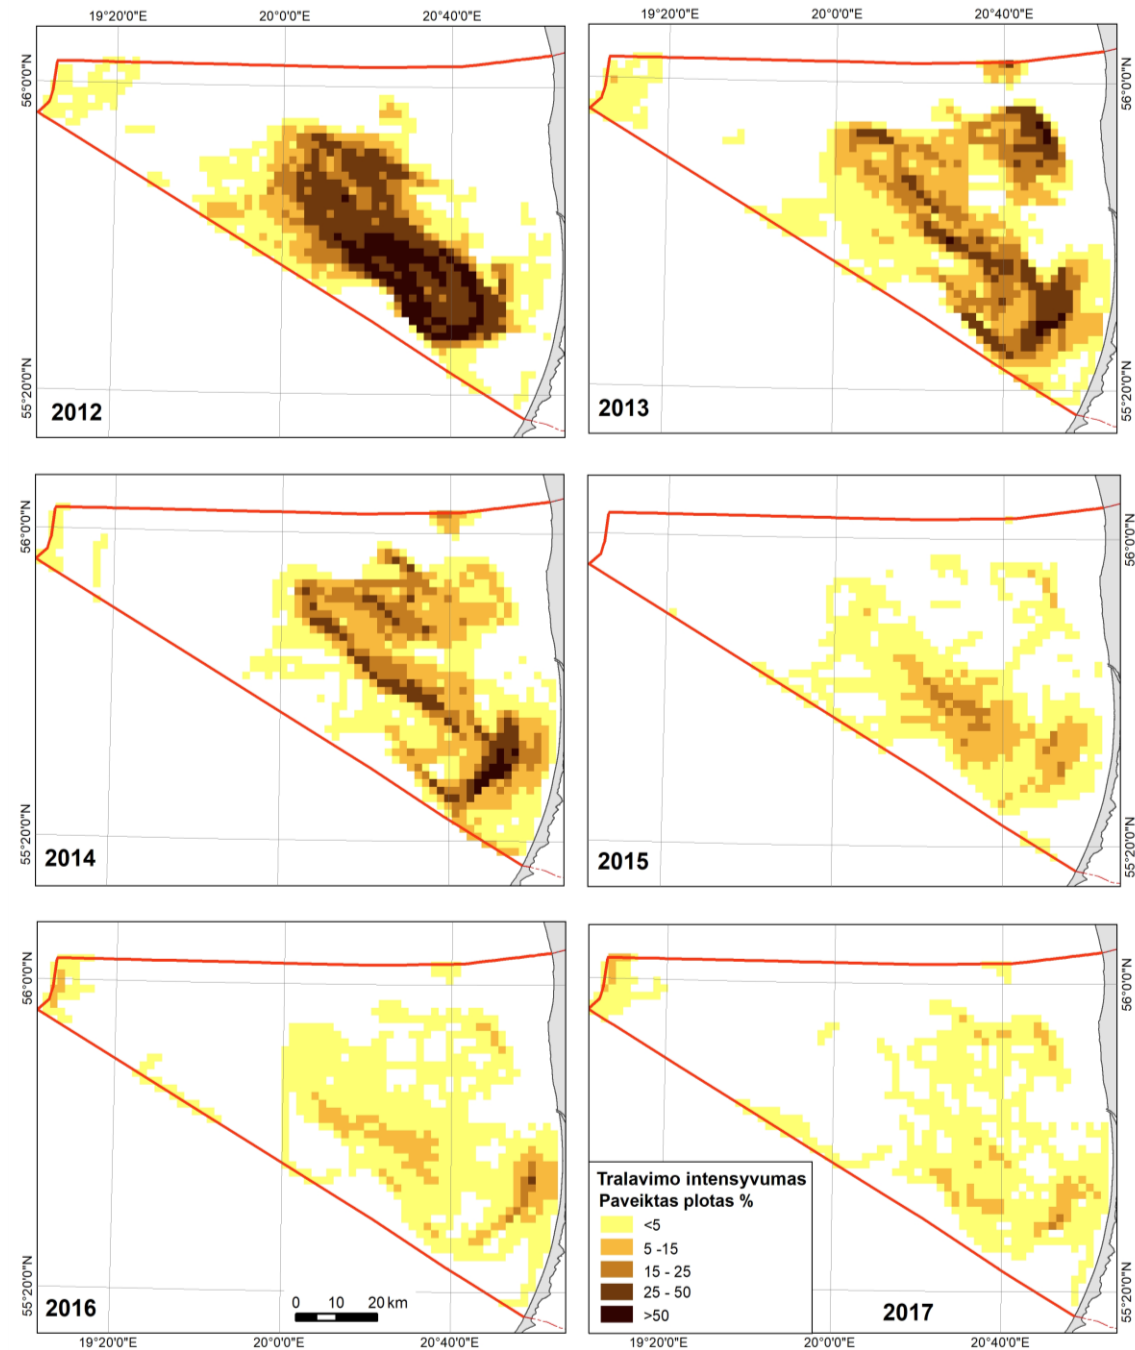 19°20'0"E 20°0'0"E 20°40'0"E
19°20'0"E 20°0'0"E 20°40'0"E
56°0'0"N
55°20'0"N
2012
56°0'0"N
55°20'0"N
2013
56°0'0"N
55°20'0"N
2014
56°0'0"N
55°20'0"N
2015
56°0'0"N
55°20'0"N
2016
0 10 20 km
56°0'0"N
55°20'0"N
Tralavimo intensyvumas
Paveiktas plotas %
<5
5 -15
15 - 25
25 - 50
>50
2017
19°20'0"E 20°0'0"E 20°40'0"E
19°20'0"E 20°0'0"E 20°40'0"E